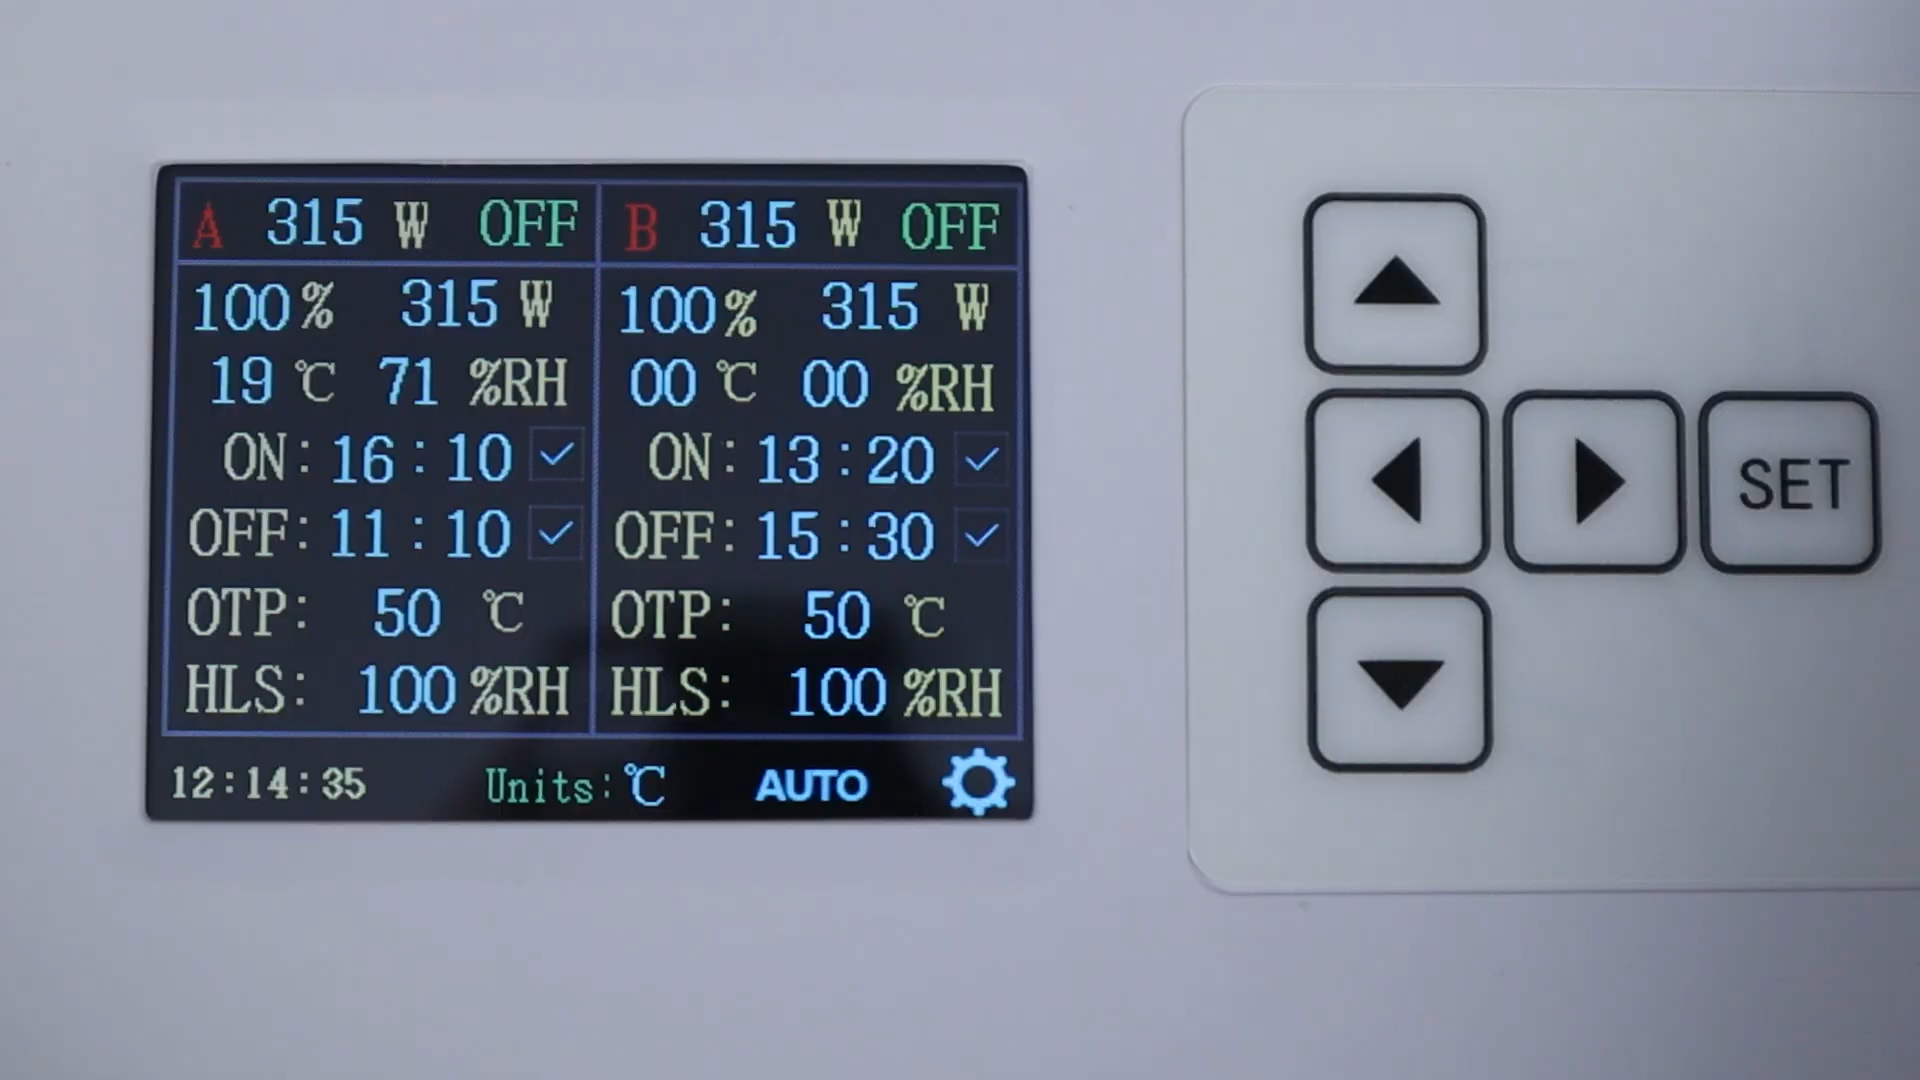 A 315 W OFF
100% 315 W
19 ℃ 71 %RH
ON: 16:10
OFF: 11:10
OTP: 50 ℃
HLS: 100 %RH
B 315 W OFF
100% 315 W
00 ℃ 00 %RH
ON: 13:20
OFF: 15:30
OTP: 50 ℃
HLS: 100 %RH
12:14:35 Units:℃ AUTO
SET